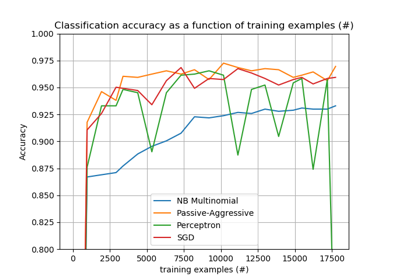 Classification accuracy as a function of training examples (#)
1.000
0.975
0.950
0.925
0.900
0.875
0.850
0.825
0.800
Accuracy
NB Multinomial
Passive-Aggressive
Perceptron
SGD
0 2500 5000 7500 10000 12500 15000 17500
training examples (#)